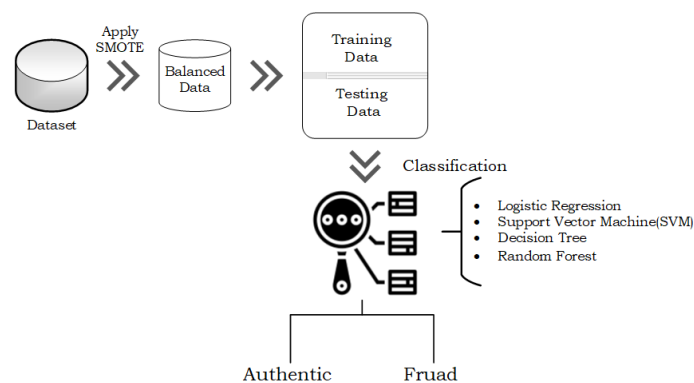 Apply
SMOTE
Dataset
Balanced
Data
Training
Data
Testing
Data
Classification
Logistic Regression
Support Vector Machine(SVM)
Decision Tree
Random Forest
Authentic
Fruad